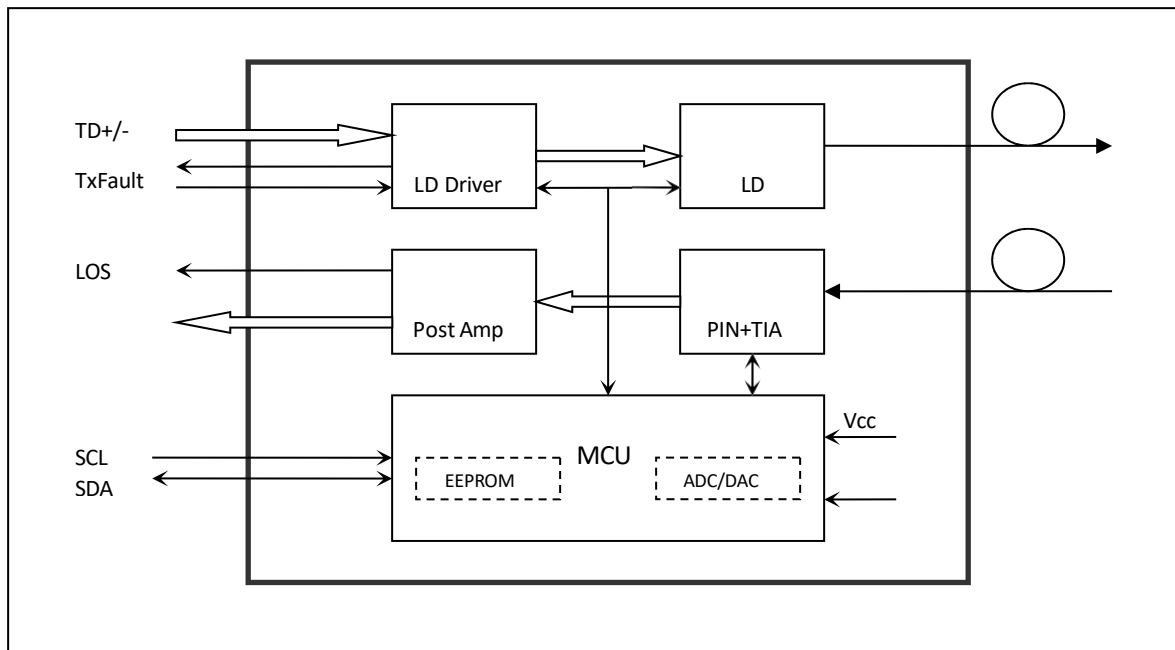 TD+/-
TxFault
LD Driver
LD
LOS
Post Amp
PIN+TIA
Vcc
MCU
SCL
SDA
EEPROM
ADC/DAC